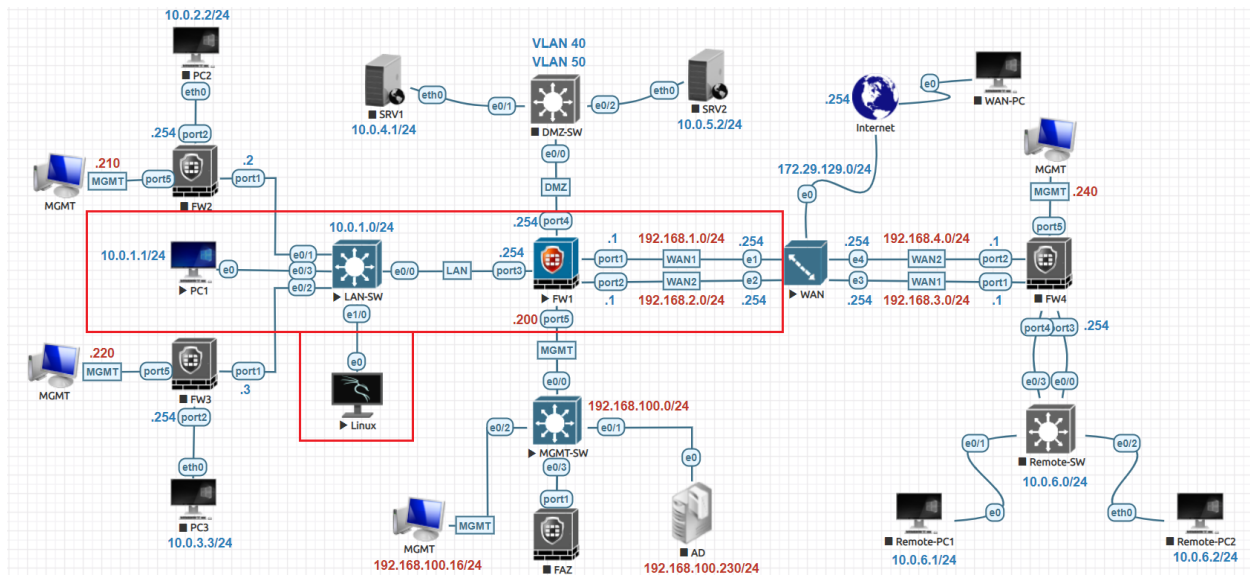 10.0.2.2/24
PC2
eth0
.254
port2
.210
MGMT
port5
MGMT
FW2
port1
.2
VLAN 40
VLAN 50
SRV1
10.0.4.1/24
eth0
e0/1
DMZ-SW
e0/2
eth0
SRV2
10.0.5.2/24
e0/0
DMZ
.254
port4
.254
Internet
e0
WAN-PC
172.29.129.0/24
e0
MGMT
MGMT
.240
port5
10.0.1.1/24
PC1
e0
10.0.1.0/24
e0/1
e0/3
e0/2
LAN-SW
e0/0
LAN
.254
port3
FW1
.1
port1
192.168.1.0/24
WAN1
.254
e1
port2
WAN2
e2
.1
192.168.2.0/24
.254
WAN
.254
e4
192.168.4.0/24
WAN2
.1
port2
e3
WAN1
port1
.254
192.168.3.0/24
.1
FW4
e1/0
e0
Linux
.200
port5
MGMT
e0/0
.220
MGMT
port5
MGMT
FW3
port1
.3
.254
port2
eth0
PC3
10.0.3.3/24
192.168.100.0/24
e0/2
e0/1
MGMT-SW
e0/3
port1
FAZ
MGMT
MGMT
192.168.100.16/24
e0
AD
192.168.100.230/24
port4
ort3
.254
e0/3
e0/0
e0/1
e0/2
Remote-SW
10.0.6.0/24
Remote-PC1
e0
10.0.6.1/24
eth0
Remote-PC2
10.0.6.2/24